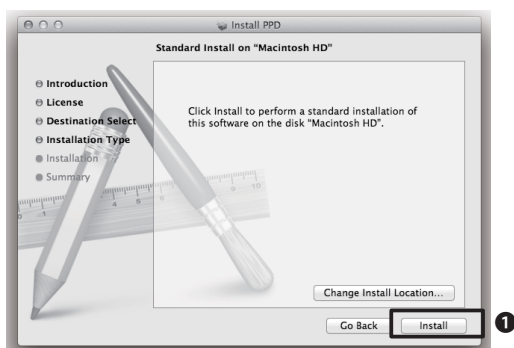 Install PPD
Standard Install on "Macintosh HD"
Introduction
License
Destination Select
Installation Type
Installation
Summary
Click Install to perform a standard installation of
this software on the disk "Macintosh HD".
Change Install Location...
Go Back
Install
1